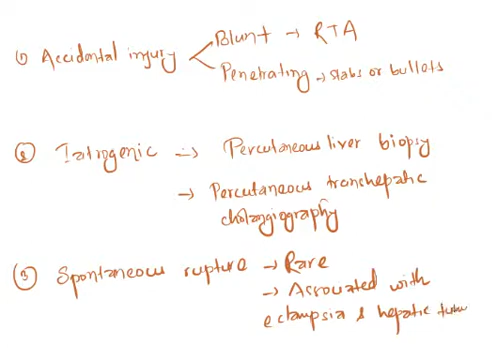 ① Accidental injury Blunt → RTA
Penetrating → stabs or bullets
② Iatrogenic → Percutaneous liver biopsy
→ Percutaneous transhepatic
cholangiography
③ Spontaneous rupture → Rare
→ Associated with
eclampsia & hepatic